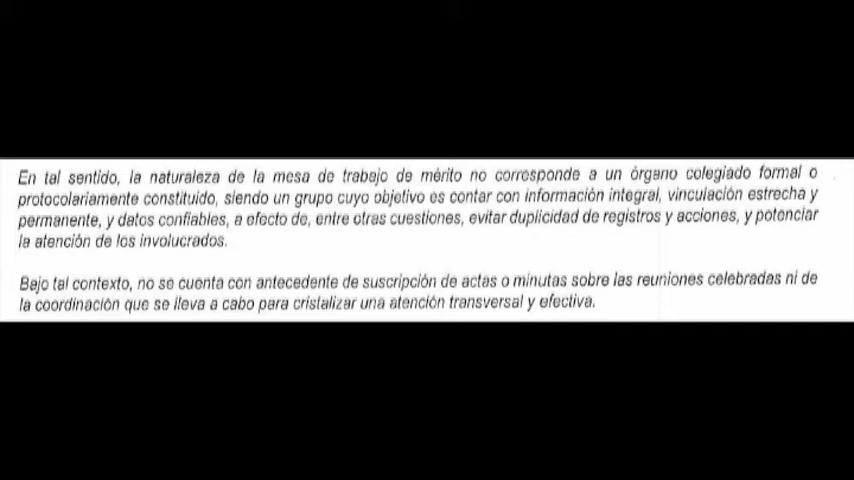 En tal sentido, la naturaleza de la mesa de trabajo de mérito no corresponde a un órgano colegiado formal o
protocolariamente constituido, siendo un grupo cuyo objetivo es contar con información integral, vinculación estrecha y
permanente, y datos confiables, a efecto de, entre otras cuestiones, evitar duplicidad de registros y acciones, y potenciar
la atención de los involucrados.
Bajo tal contexto, no se cuenta con antecedente de suscripción de actas o minutas sobre las reuniones celebradas ni de
la coordinación que se lleva a cabo para cristalizar una atención transversal y efectiva.